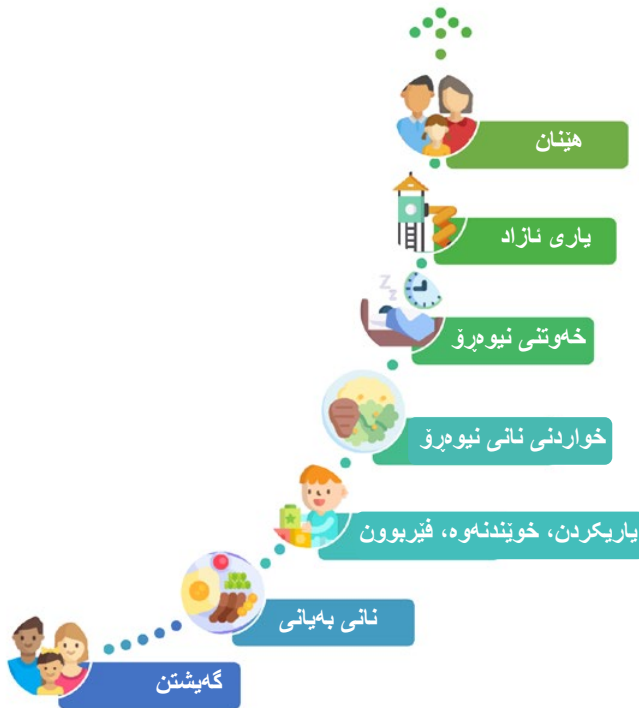 هێنان
یاری ئازاد
خەوتنی نیوەڕۆ
خواردنی نانی نیوەڕۆ
یاریکردن، خوێندنەوە، فێربوون
نانی بەیانی
گەیشتن